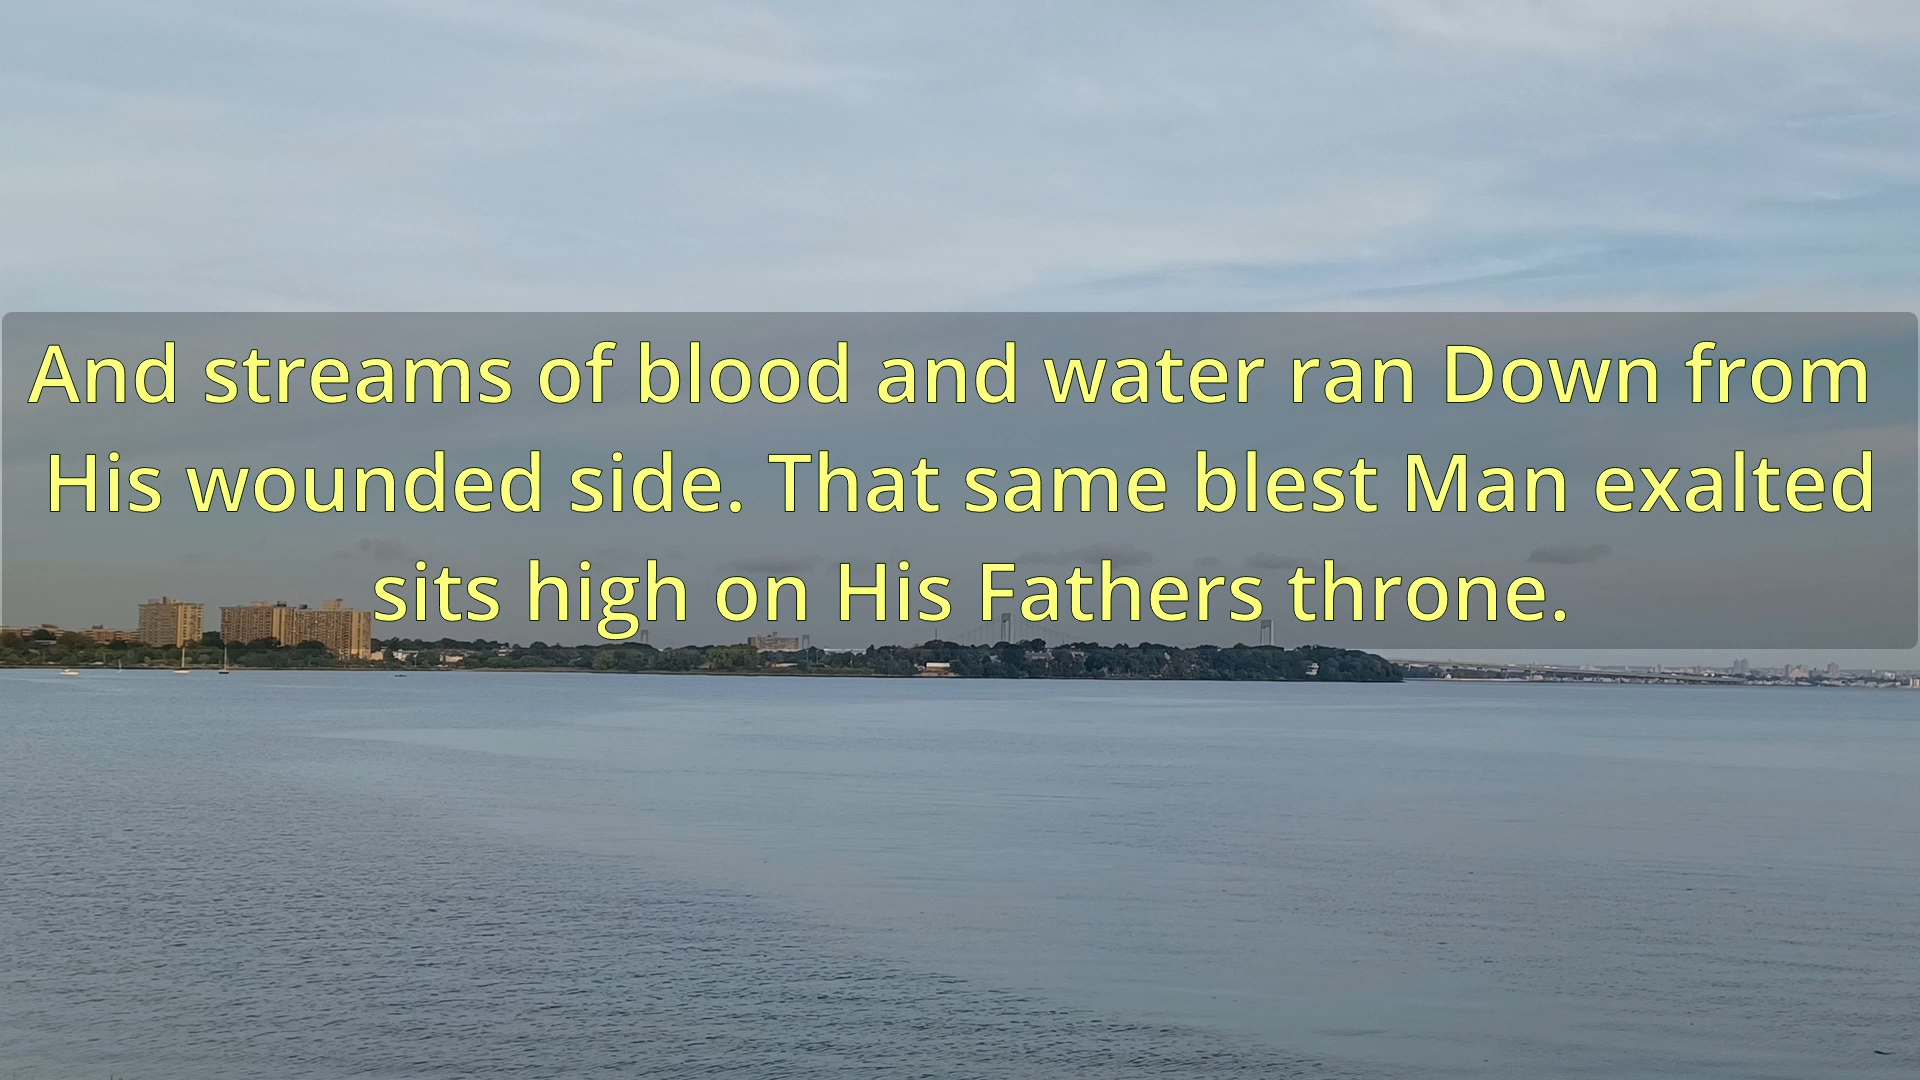 And streams of blood and water ran Down from
His wounded side. That same blest Man exalted
sits high on His Fathers throne.